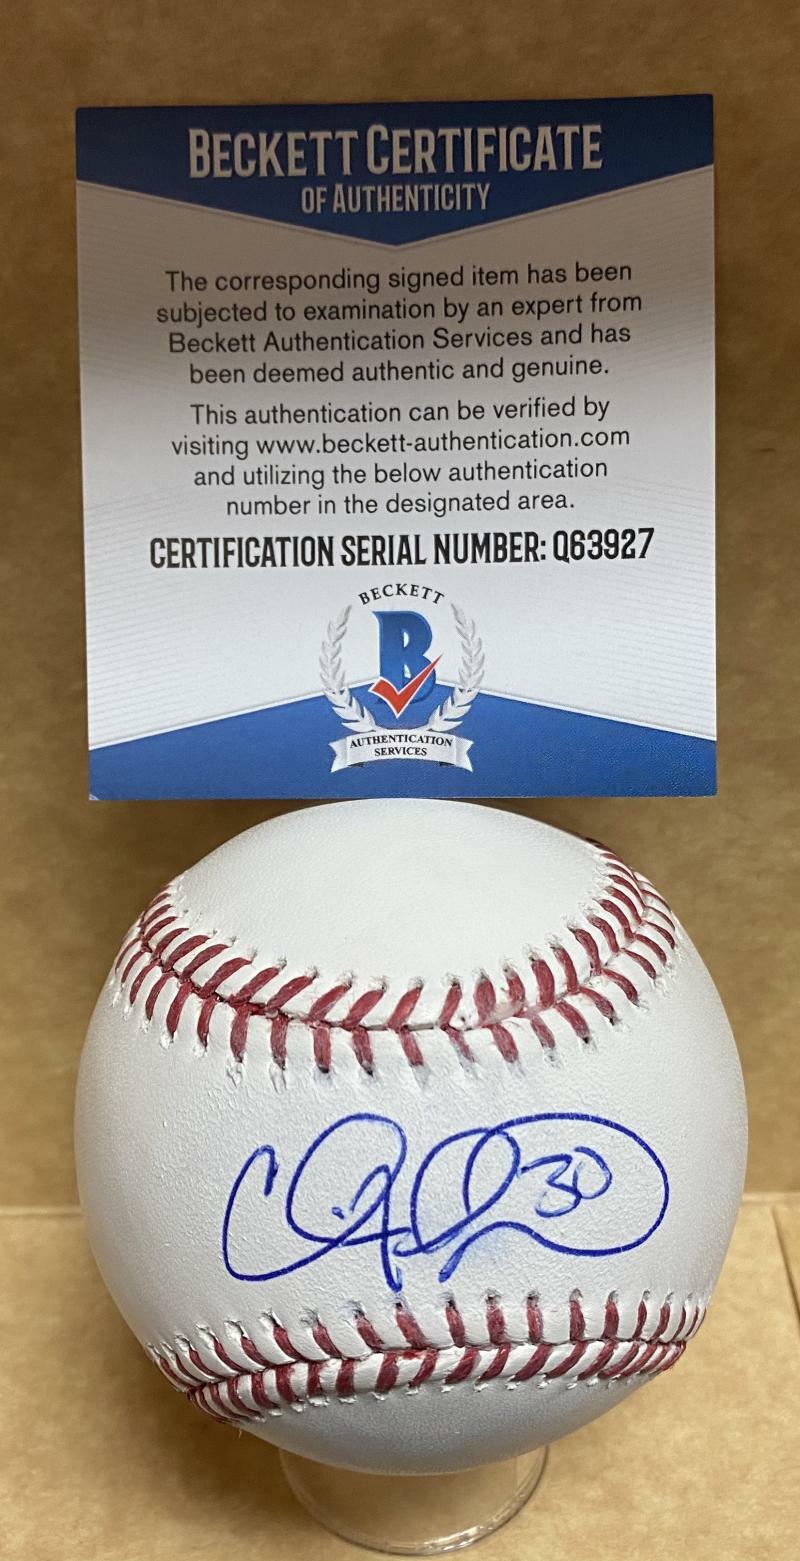 BECKETT CERTIFICATE
OF AUTHENTICITY
The corresponding signed item has been
subjected to examination by an expert from
Beckett Authentication Services and has
been deemed authentic and genuine.
This authentication can be verified by
visiting www.beckett-authentication.com
and utilizing the below authentication
number in the designated area.
CERTIFICATION SERIAL NUMBER: Q63927
BECKETT
B
AUTHENTICATION
SERVICES
30